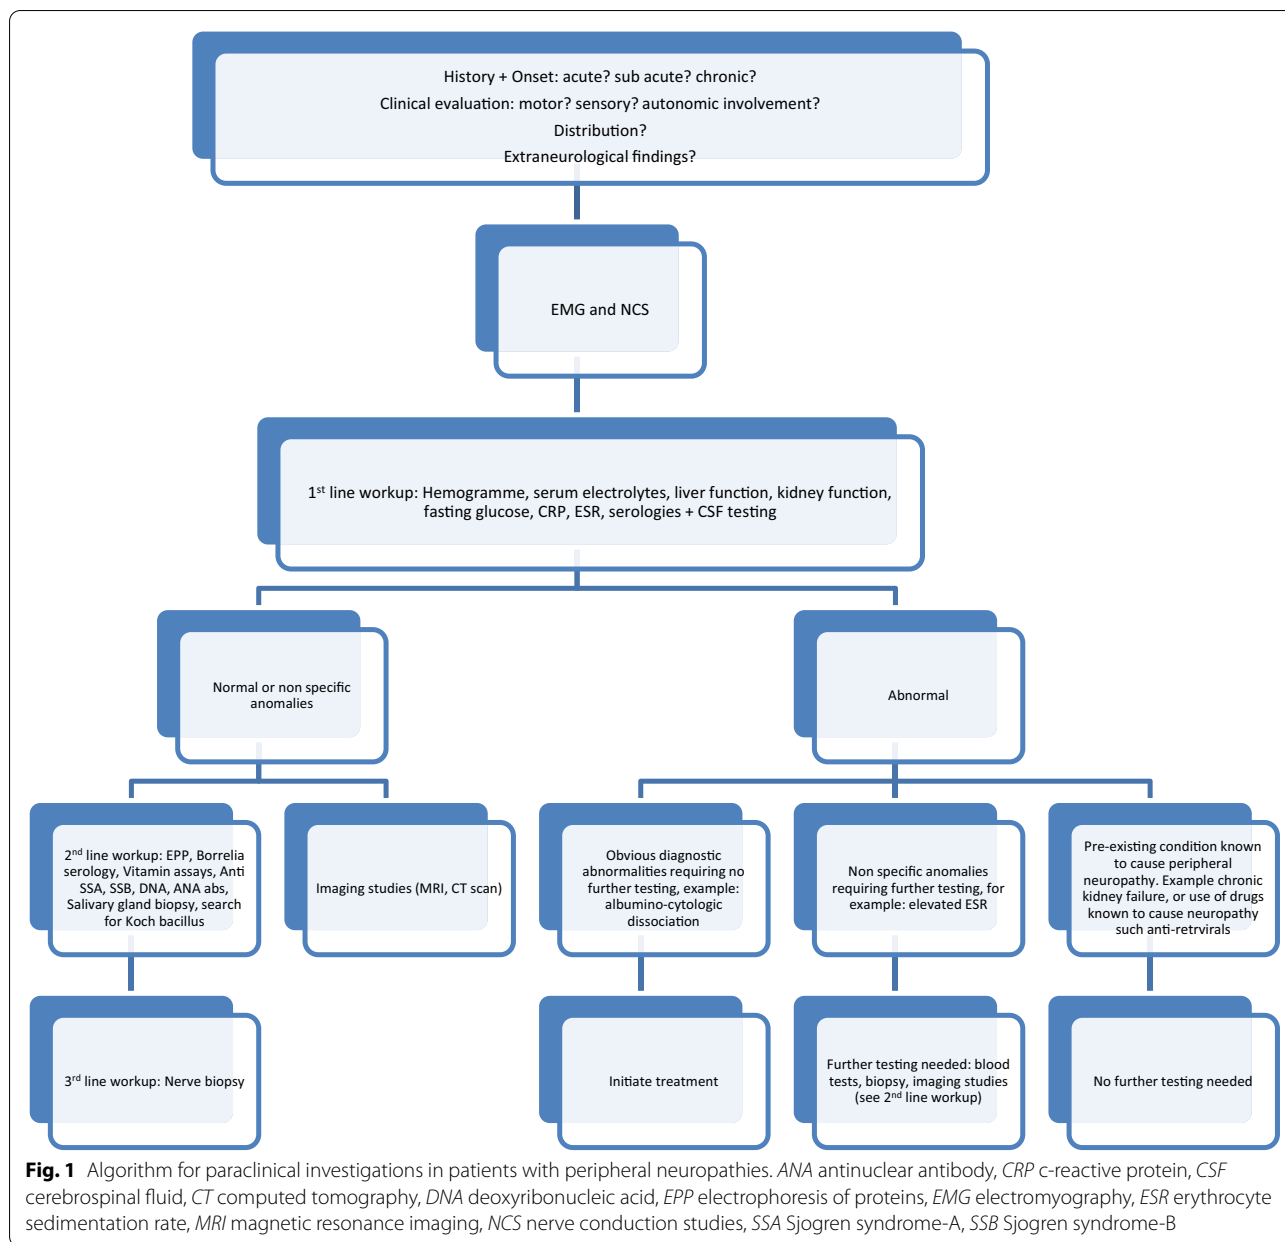 History + Onset: acute? sub acute? chronic?
Clinical evaluation: motor? sensory? autonomic involvement?
Distribution?
Extraneurological findings?
EMG and NCS
1st line workup: Hemogramme, serum electrolytes, liver function, kidney function,
fasting glucose, CRP, ESR, serologies + CSF testing
Normal or non specific
anomalies
Abnormal
2nd line workup: EPP, Borrelia
serology, Vitamin assays, Anti
SSA, SSB, DNA, ANA abs,
Salivary gland biopsy, search
for Koch bacillus
Imaging studies (MRI, CT scan)
Obvious diagnostic
abnormalities requiring no
further testing, example:
albumino-cytologic
dissociation
Non specific anomalies
requiring further testing, for
example: elevated ESR
Pre-existing condition known
to cause peripheral
neuropathy. Example chronic
kidney failure, or use of drugs
known to cause neuropathy
such anti-retrvirals
3rd line workup: Nerve biopsy
Initiate treatment
Further testing needed: blood
tests, biopsy, imaging studies
(see 2nd line workup)
No further testing needed
Fig. 1 Algorithm for paraclinical investigations in patients with peripheral neuropathies. ANA antinuclear antibody, CRP c-reactive protein, CSF
cerebrospinal fluid, CT computed tomography, DNA deoxyribonucleic acid, EPP electrophoresis of proteins, EMG electromyography, ESR erythrocyte
sedimentation rate, MRI magnetic resonance imaging, NCS nerve conduction studies, SSA Sjogren syndrome-A, SSB Sjogren syndrome-B